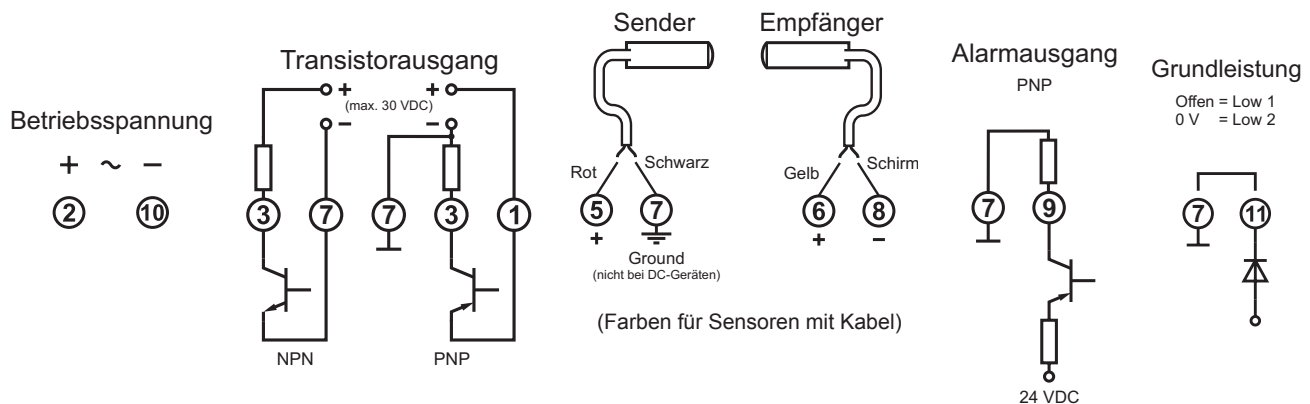 Betriebsspannung
+ ~ −
2 10
Transistorausgang
+ +
(max. 30 VDC)
− −
3 7 7 3 1
NPN PNP
Sender
Rot Schwarz
5 7
+
Ground
(nicht bei DC-Geräten)
Empfänger
Gelb Schirm
6 8
+ −
(Farben für Sensoren mit Kabel)
Alarmausgang
PNP
7 9
24 VDC
Grundleistung
Offen = Low 1
0 V = Low 2
7 11